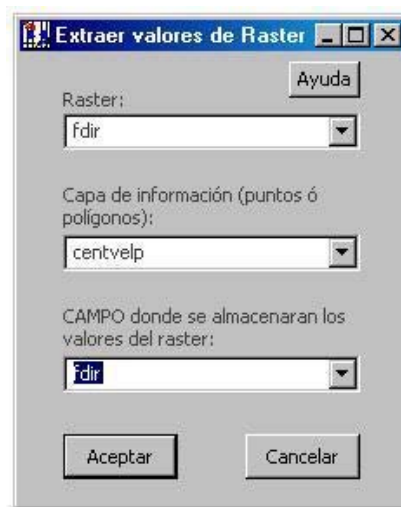 Extraer valores de Raster
Ayuda
Raster:
fdir
Capa de información (puntos ó
polígonos):
centvelp
CAMPO donde se almacenaran los
valores del raster:
fdir
Aceptar
Cancelar